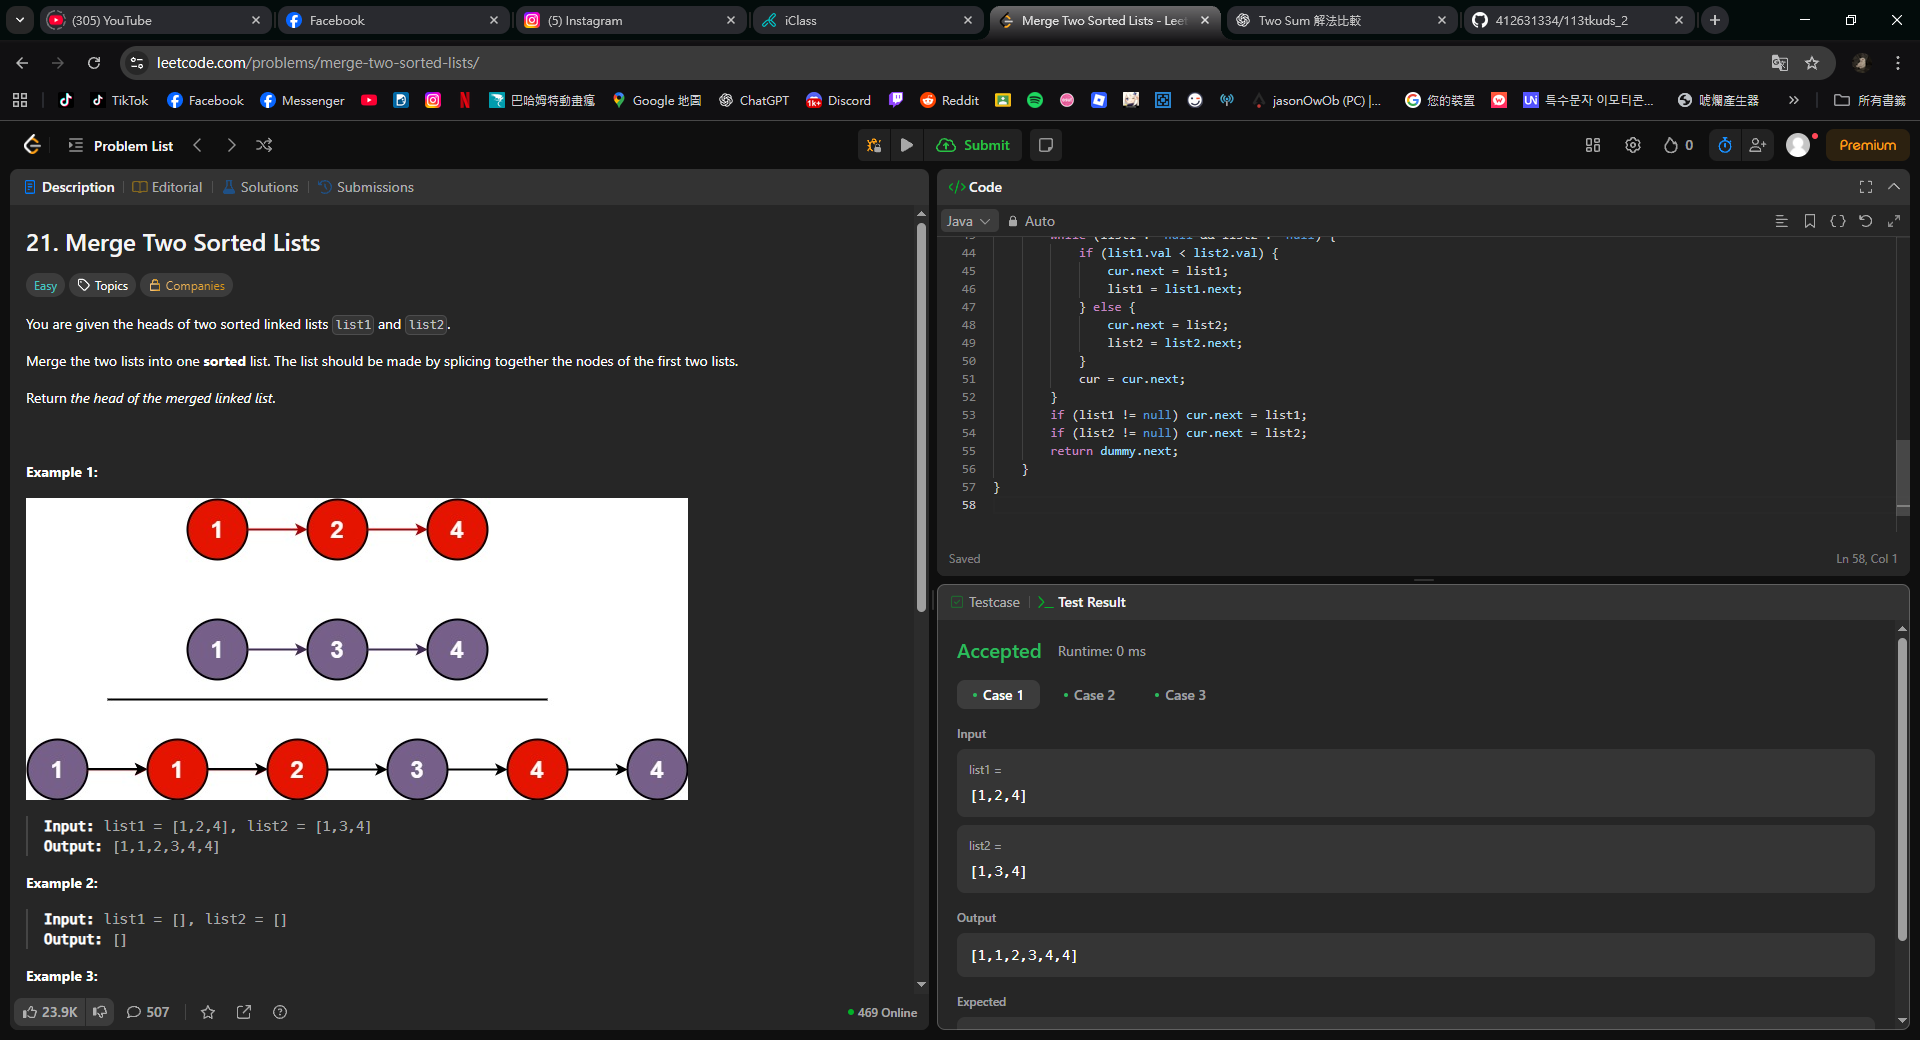 (305) YouTube
Facebook
(5) Instagram
iClass
Merge Two Sorted Lists - Leet
Two Sum 解法比較
412631334/113tkuds_2
leetcode.com/problems/merge-two-sorted-lists/
TikTok
Facebook
Messenger
巴哈姆特動畫瘋
Google 地圖
ChatGPT
Discord
Reddit
jasonOwOb (PC) |...
您的裝置
특수문자 이모티콘...
唬爛產生器
所有書籤
Problem List
Submit
0
Premium
Description
Editorial
Solutions
Submissions
21. Merge Two Sorted Lists
Easy
Topics
Companies
You are given the heads of two sorted linked lists list1 and list2.
Merge the two lists into one sorted list. The list should be made by splicing together the nodes of the first two lists.
Return the head of the merged linked list.
Example 1:
1 2 4
1 3 4
1 1 2 3 4 4
Input: list1 = [1,2,4], list2 = [1,3,4]
Output: [1,1,2,3,4,4]
Example 2:
Input: list1 = [], list2 = []
Output: []
Example 3:
23.9K
507
469 Online
Code
Java
Auto
44 if (list1.val < list2.val) {
45 cur.next = list1;
46 list1 = list1.next;
47 } else {
48 cur.next = list2;
49 list2 = list2.next;
50 }
51 cur = cur.next;
52 }
53 if (list1 != null) cur.next = list1;
54 if (list2 != null) cur.next = list2;
55 return dummy.next;
56 }
57 }
58
Saved
Ln 58, Col 1
Testcase
Test Result
Accepted
Runtime: 0 ms
Case 1
Case 2
Case 3
Input
list1 =
[1,2,4]
list2 =
[1,3,4]
Output
[1,1,2,3,4,4]
Expected